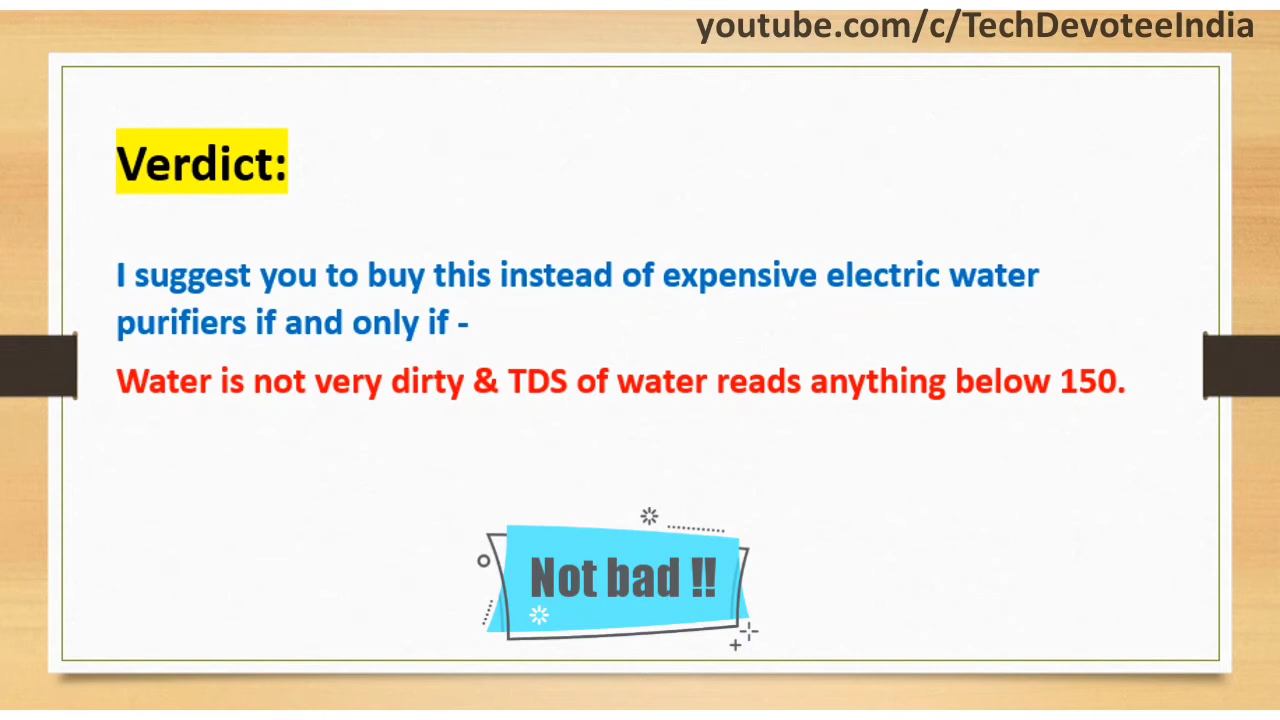 youtube.com/c/TechDevoteeIndia
Verdict:
I suggest you to buy this instead of expensive electric water
purifiers if and only if -
Water is not very dirty & TDS of water reads anything below 150.
Not bad !!